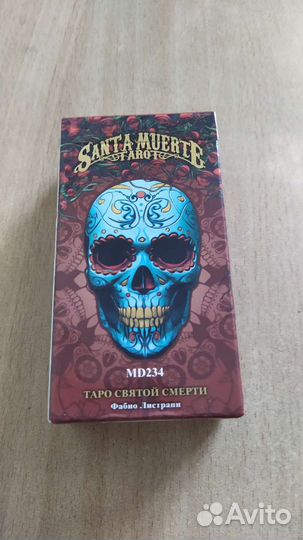 SANTA MUERTE
TAROT
MD234
ТАРО СВЯТОЙ СМЕРТИ
Фабио Листрани
Avito